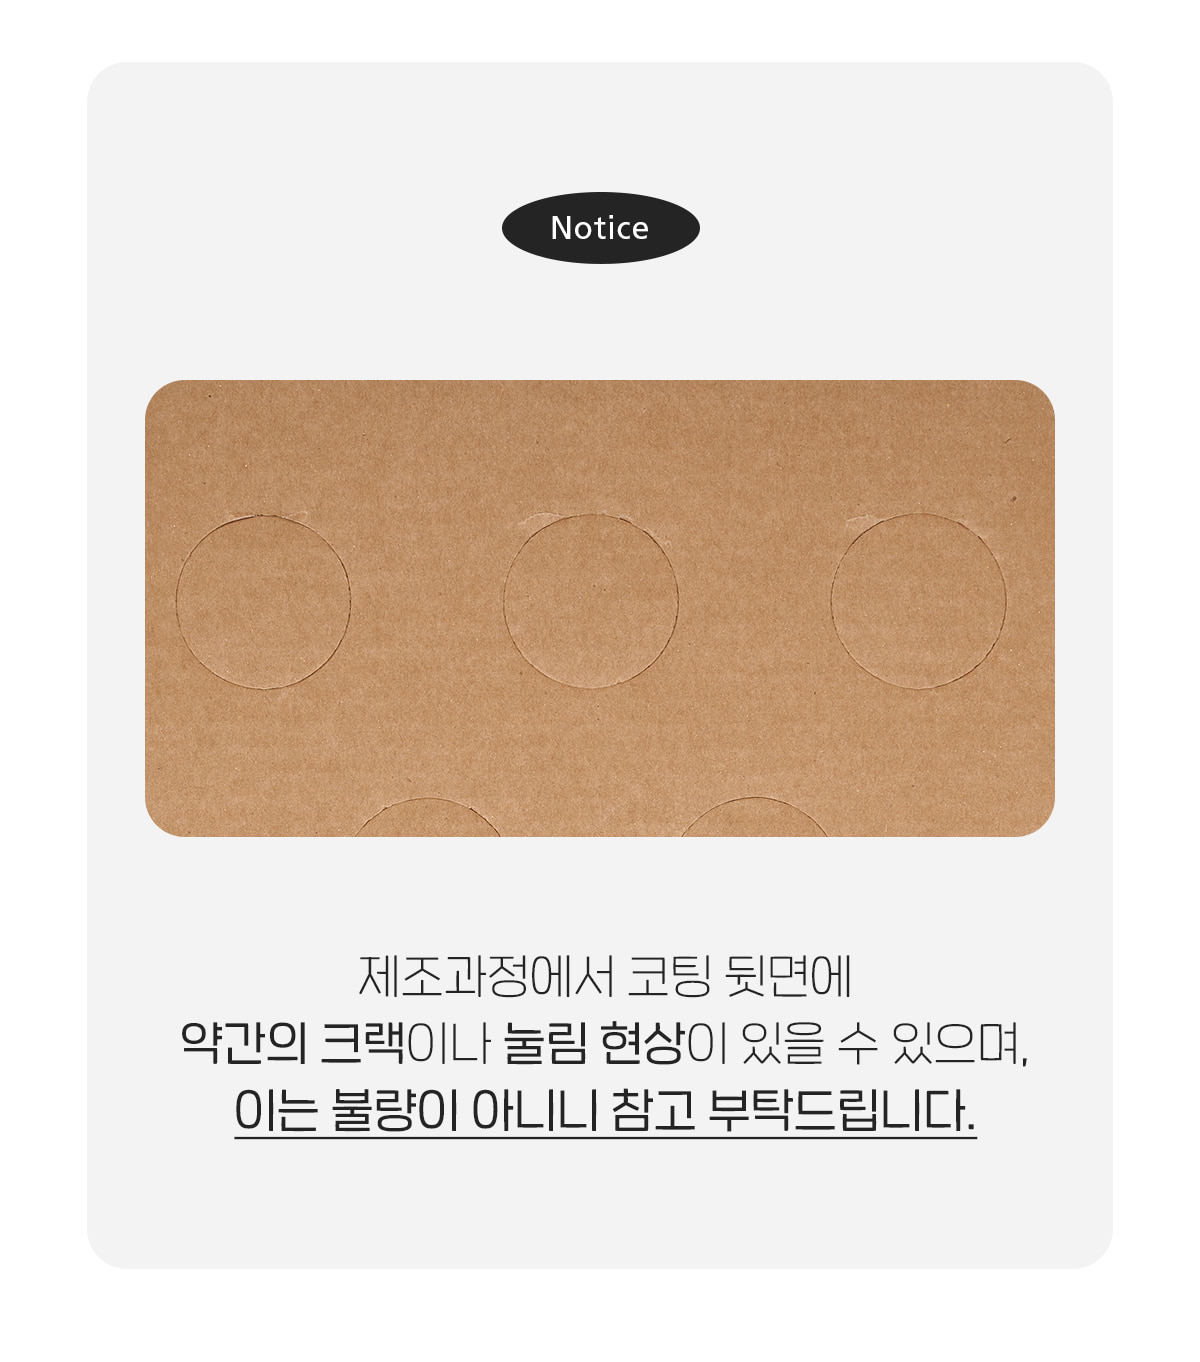 Notice
제조과정에서 코팅 뒷면에
약간의 크랙이나 눌림 현상이 있을 수 있으며,
이는 불량이 아니니 참고 부탁드립니다.